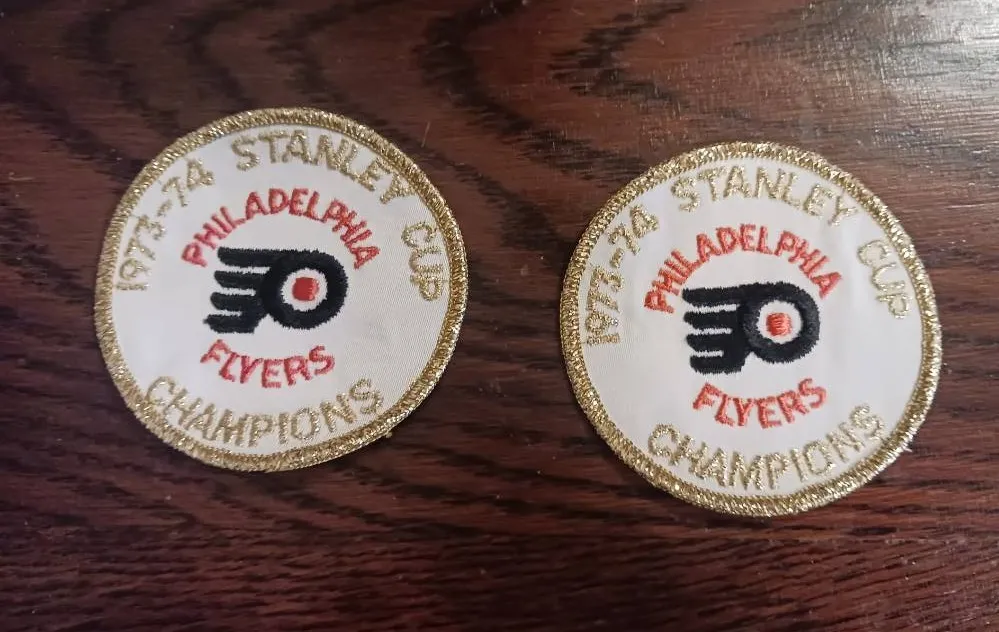 1973-74 STANLEY CUP
PHILADELPHIA
FLYERS
CHAMPIONS
1973-74 STANLEY CUP
PHILADELPHIA
FLYERS
CHAMPIONS